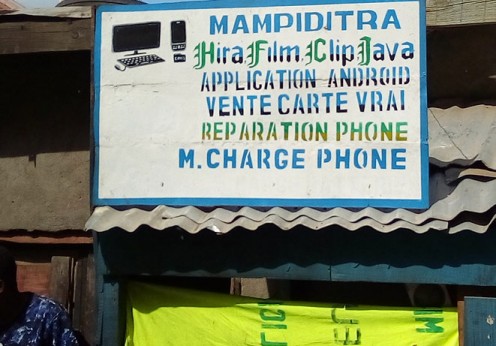 MAMPIDITRA
Hira.Film.Clip.Java
APPLICATION ANDROID
VENTE CARTE VRAI
REPARATION PHONE
M.CHARGE PHONE